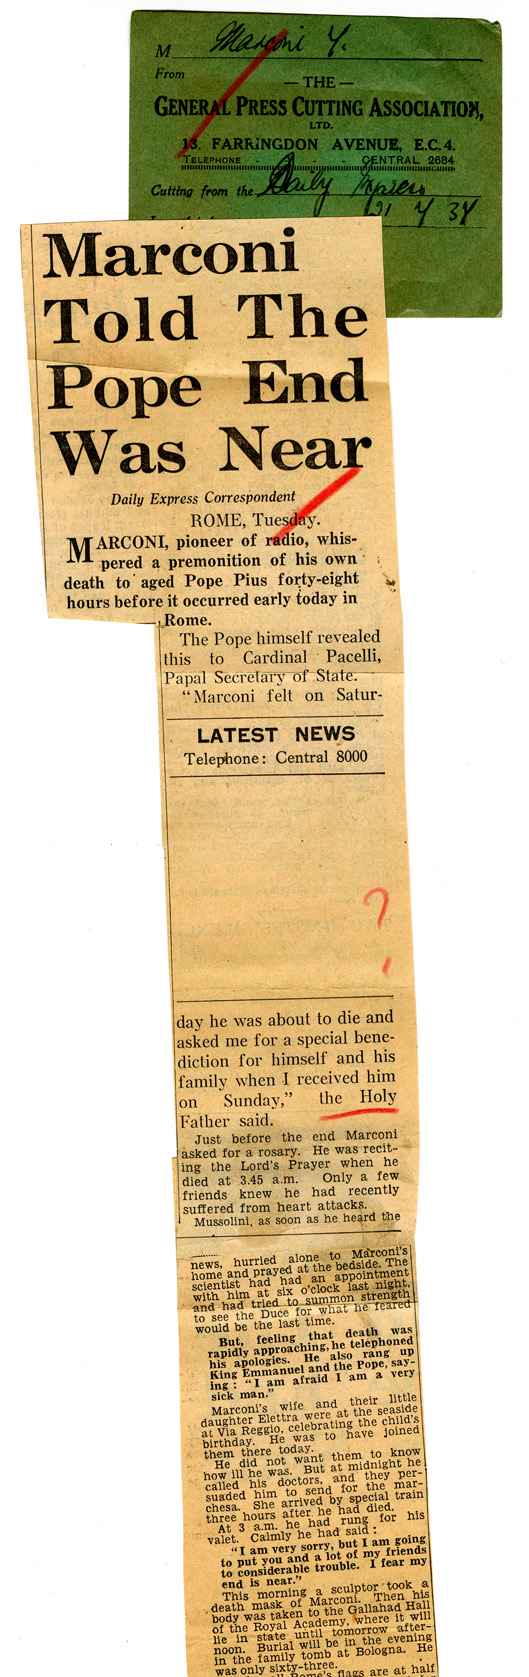 M Marconi Y.
From
— THE —
GENERAL PRESS CUTTING ASSOCIATION,
LTD.
13, FARRINGDON AVENUE, E.C.4.
TELEPHONE - - - CENTRAL 2684
Cutting from the Daily Express
21 7 37
Marconi
Told The
Pope End
Was Near
Daily Express Correspondent
ROME, Tuesday.
MARCONI, pioneer of radio, whis-
pered a premonition of his own
death to aged Pope Pius forty-eight
hours before it occurred early today in
Rome.
The Pope himself revealed
this to Cardinal Pacelli,
Papal Secretary of State.
"Marconi felt on Satur-
LATEST NEWS
Telephone: Central 8000
?
day he was about to die and
asked me for a special bene-
diction for himself and his
family when I received him
on Sunday," the Holy
Father said.
Just before the end Marconi
asked for a rosary. He was recit-
ing the Lord's Prayer when he
died at 3.45 a.m. Only a few
friends knew he had recently
suffered from heart attacks.
Mussolini, as soon as he heard the
news, hurried alone to Marconi's
home and prayed at the bedside. The
scientist had had an appointment
with him at six o'clock last night,
and had tried to summon strength
to see the Duce for what he feared
would be the last time.
But, feeling that death was
rapidly approaching, he telephoned
his apologies. He also rang up
King Emmanuel and the Pope, say-
ing: "I am afraid I am a very
sick man."
Marconi's wife and their little
daughter Elettra were at the seaside
at Via Reggio, celebrating the child's
birthday. He was to have joined
them there today.
He did not want them to know
how ill he was. But at midnight he
called his doctors, and they per-
suaded him to send for the mar-
chesa. She arrived by special train
three hours after he had died.
At 3 a.m. he had rung for his
valet. Calmly he had said:
"I am very sorry, but I am going
to put you and a lot of my friends
to considerable trouble. I fear my
end is near."
This morning a sculptor took a
death mask of Marconi. Then his
body was taken to the Gallahad Hall
of the Royal Academy, where it will
lie in state until tomorrow after-
noon. Burial will be in the evening
in the family tomb at Bologna. He
was only sixty-three.
Rome's flags are at half